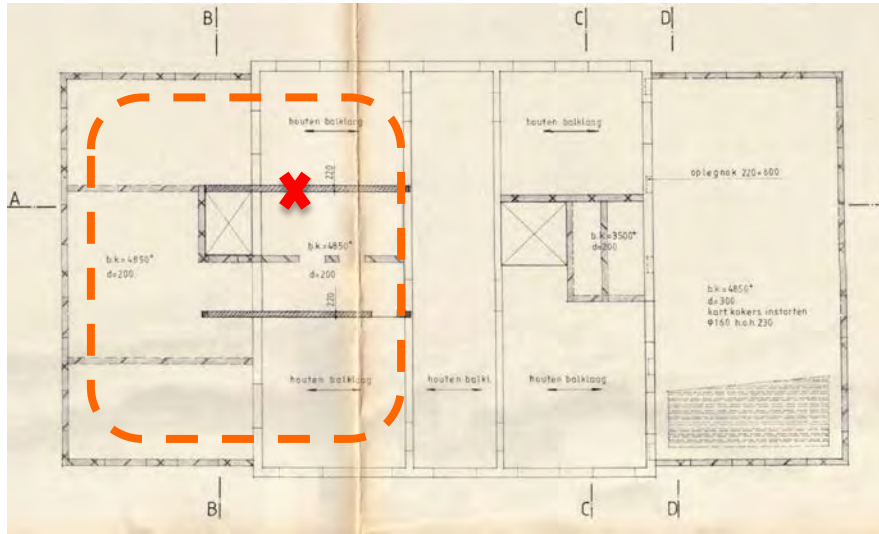 B
C
D
houten balklaag
houten balklaag
220
oplegnok 220×600
A
b.k=4850+
d=200
b.k=4850+
d=200
b.k=3500+
d=200
220
b.k=4850+
d=300
kart kokers instorten
φ160 h.o.h 230
houten balklaag
houten balkl.
houten balklaag
B
C
D